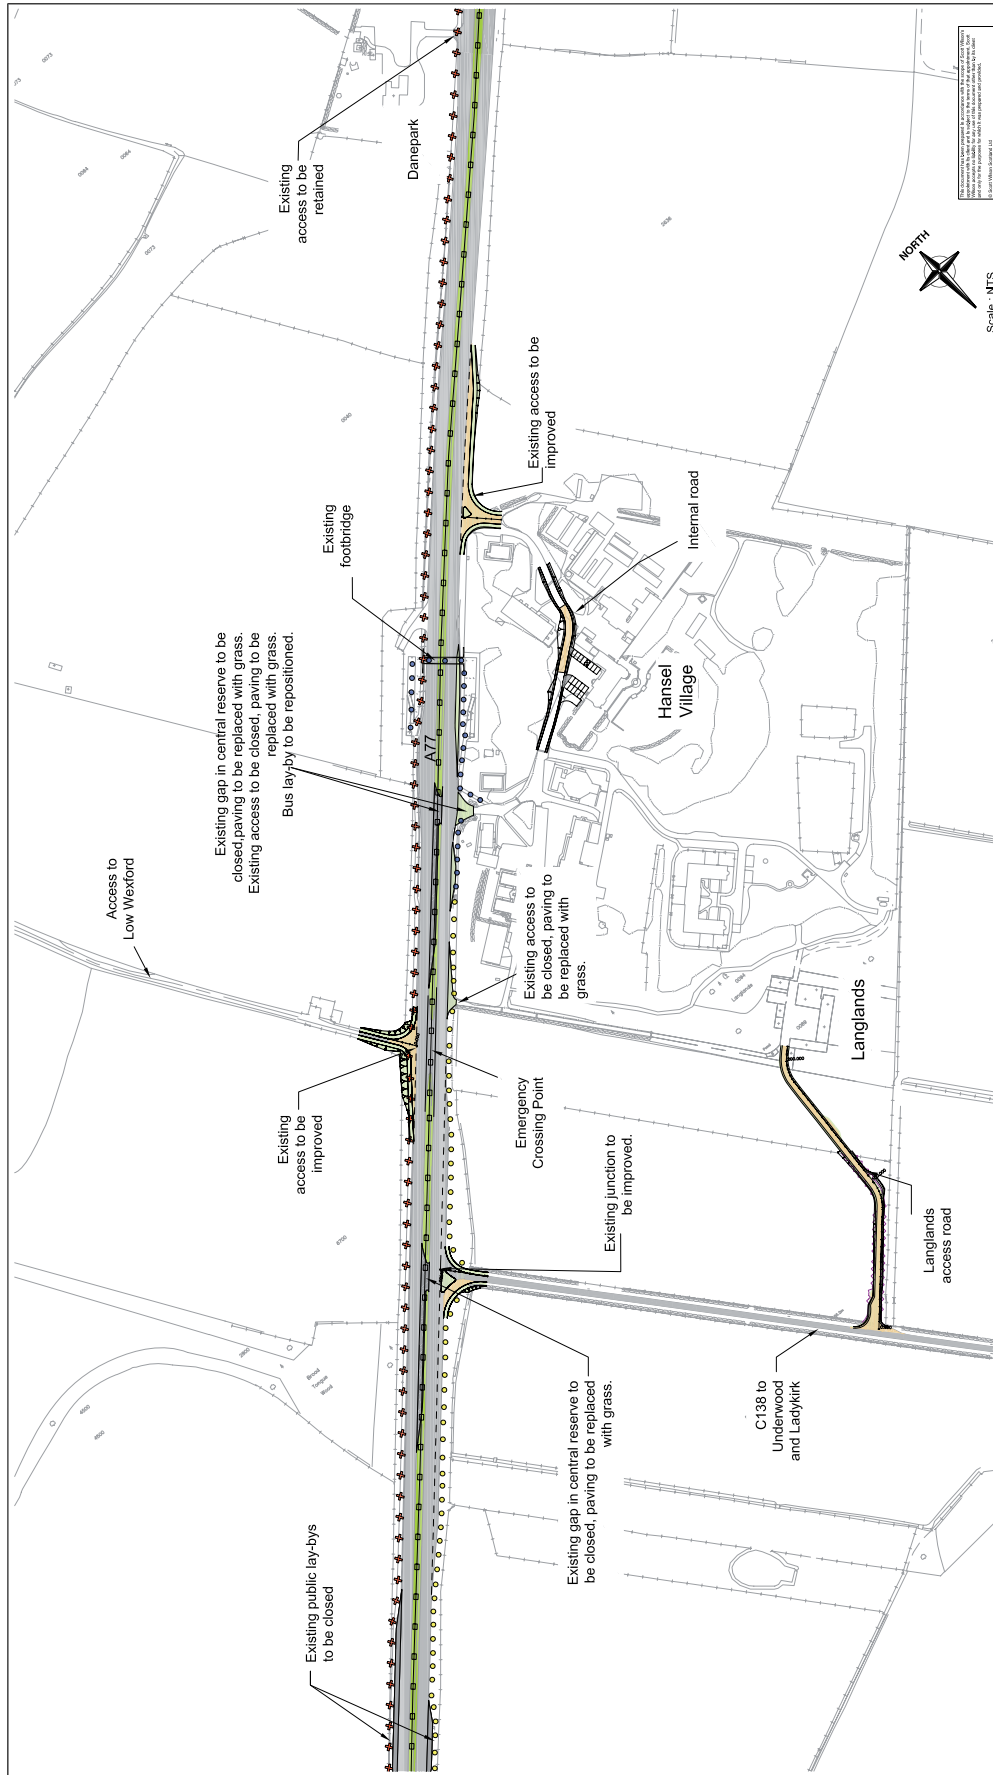 Danepark
Existing
access to be
retained
NORTH
Scale : NTS
Existing access to be
improved
Internal road
Existing
footbridge
Existing gap in central reserve to be
closed,paving to be replaced with grass.
Existing access to be closed, paving to be
replaced with grass.
Bus lay-by to be repositioned.
Hansel
Village
A77
Access to
Low Wexford
Existing access to
be closed, paving to
be replaced with
grass.
Langlands
Existing
access to be
improved
Emergency
Crossing Point
Existing junction to
be improved.
Langlands
access road
Existing gap in central reserve to
be closed, paving to be replaced
with grass.
C138 to
Underwood
and Ladykirk
Broad
Tongue
Wood
Existing public lay-bys
to be closed